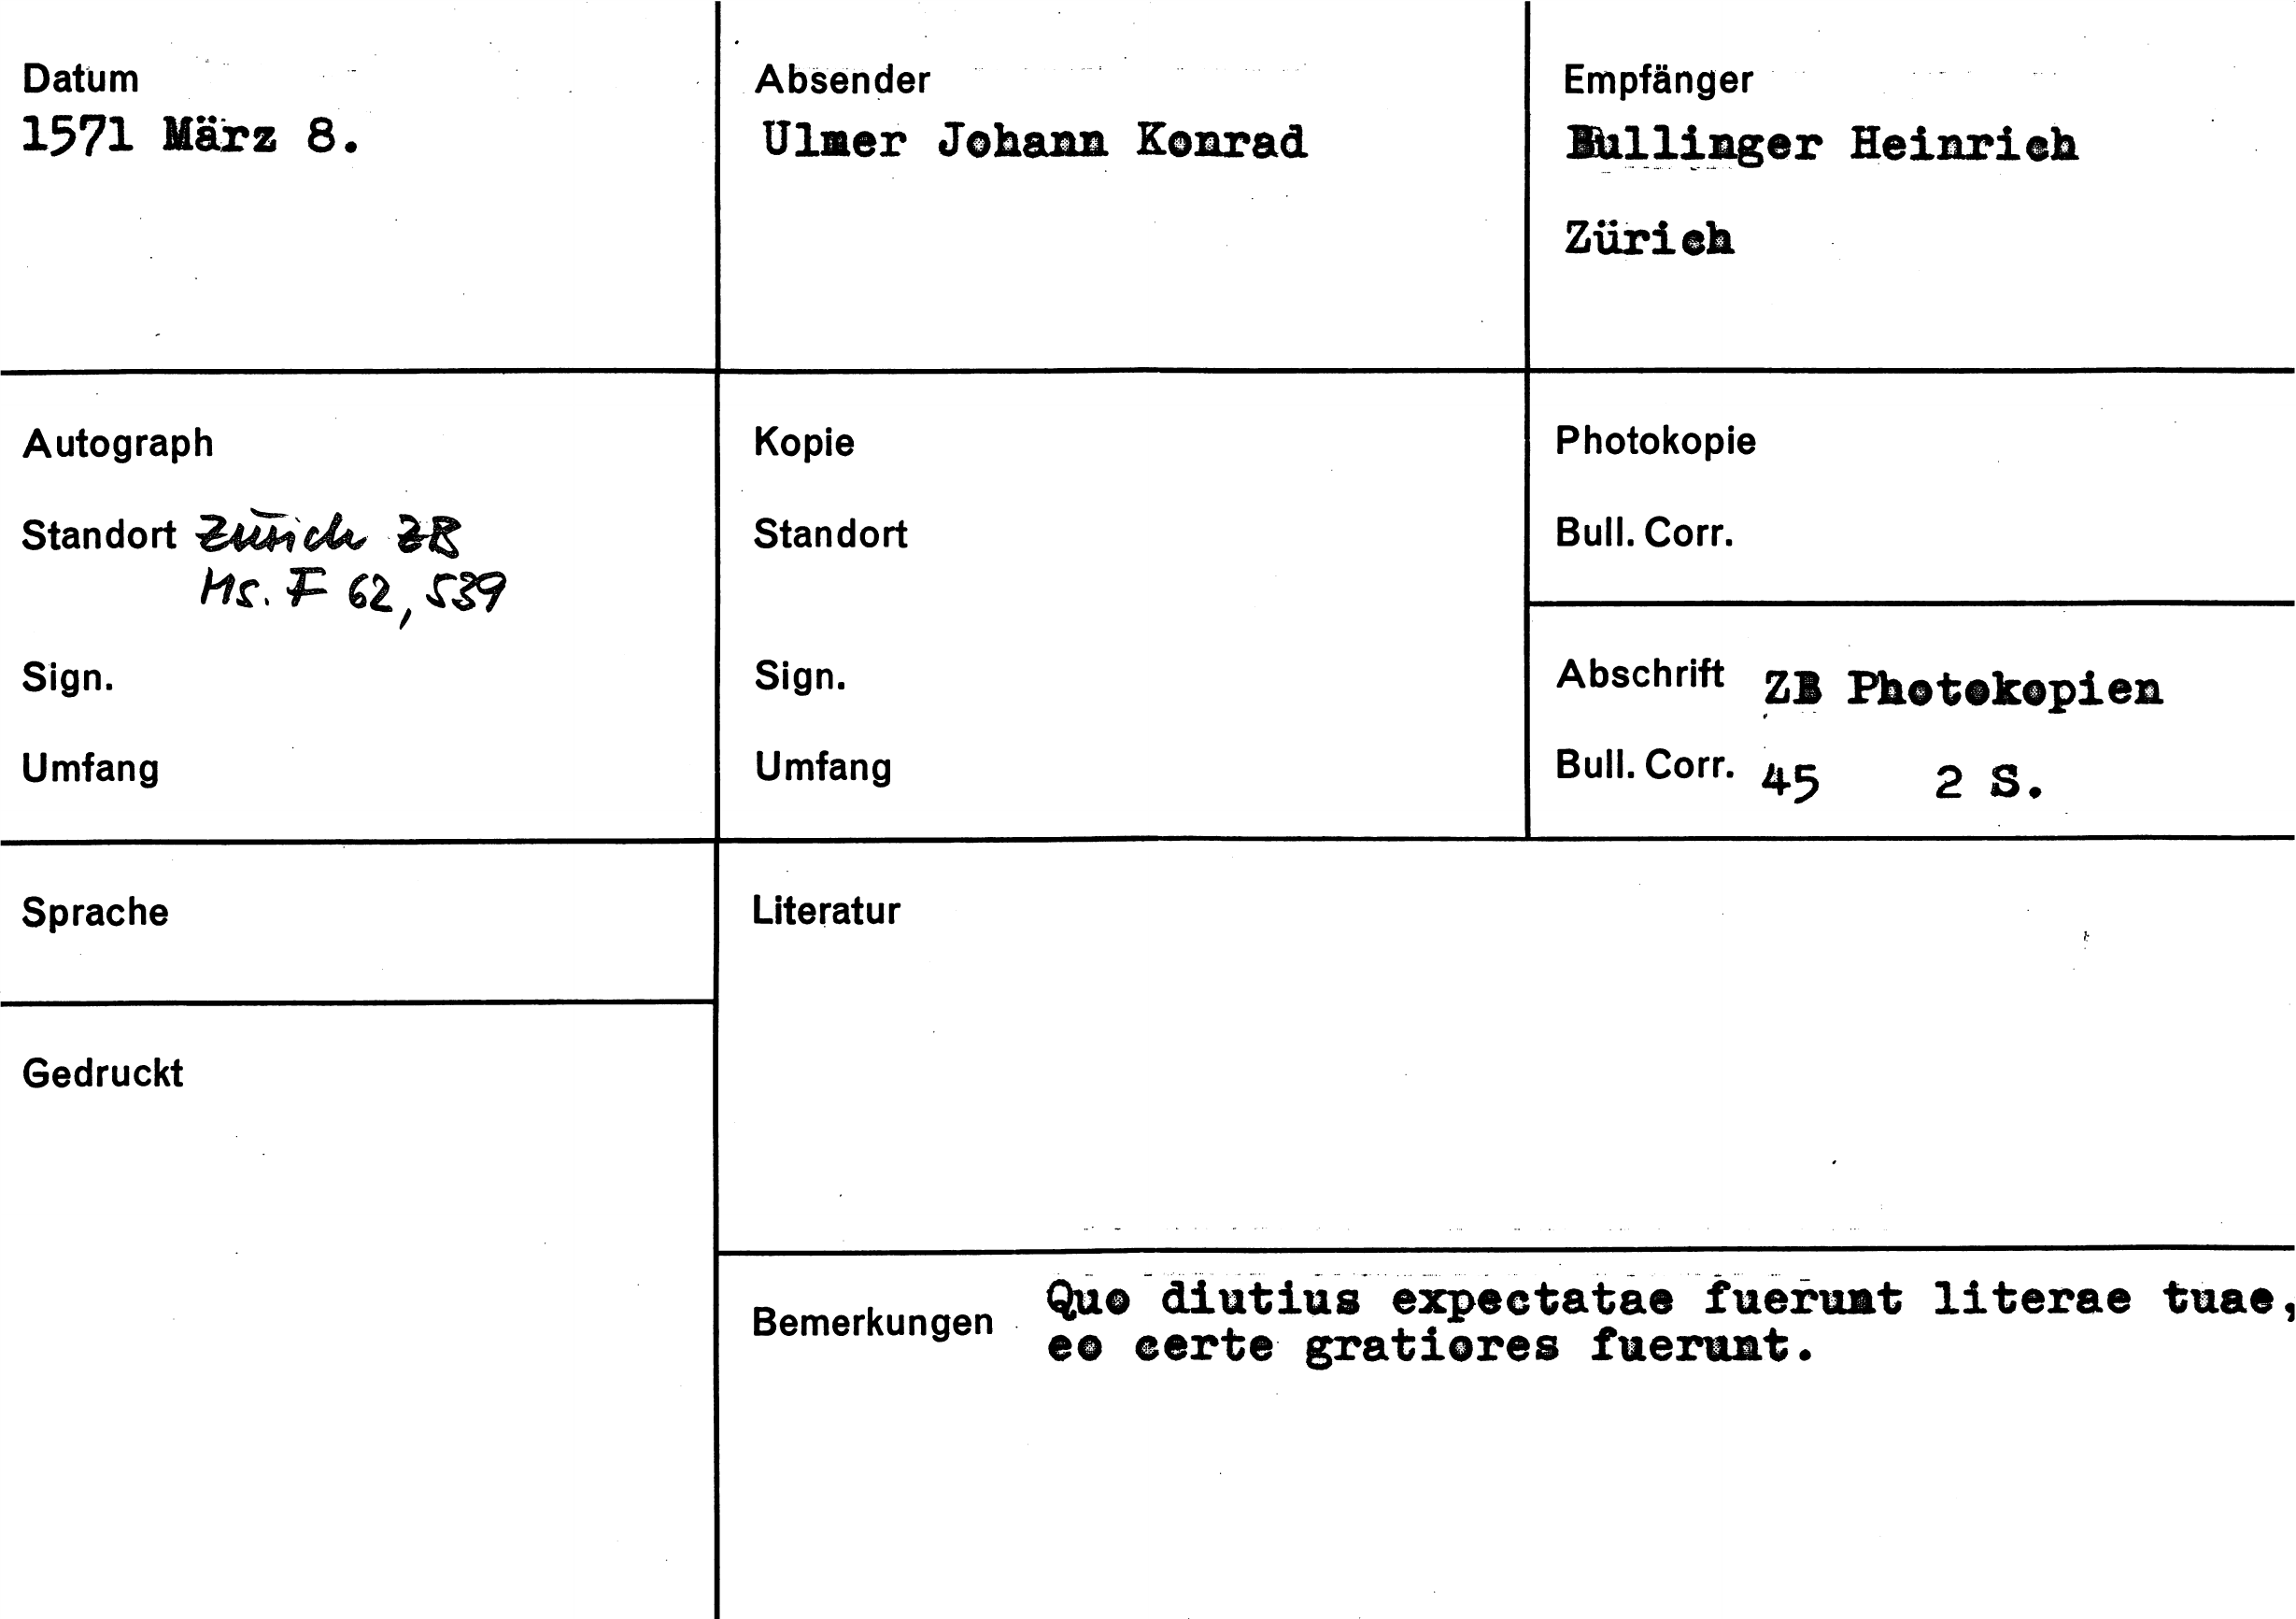 Datum
1571 März 8.
Absender
Ulmer Johann Konrad
Empfänger
Bullinger Heinrich
Zürich
Autograph
Standort Zürich ZB
Ms. F 62, 539
Sign.
Umfang
Kopie
Standort
Sign.
Umfang
Photokopie
Bull. Corr.
Abschrift ZB Photokopien
Bull. Corr. 45 2 S.
Sprache
Gedruckt
Literatur
Bemerkungen Quo diutius expectatae fuerunt literae tuae,
eo certe gratiores fuerunt.